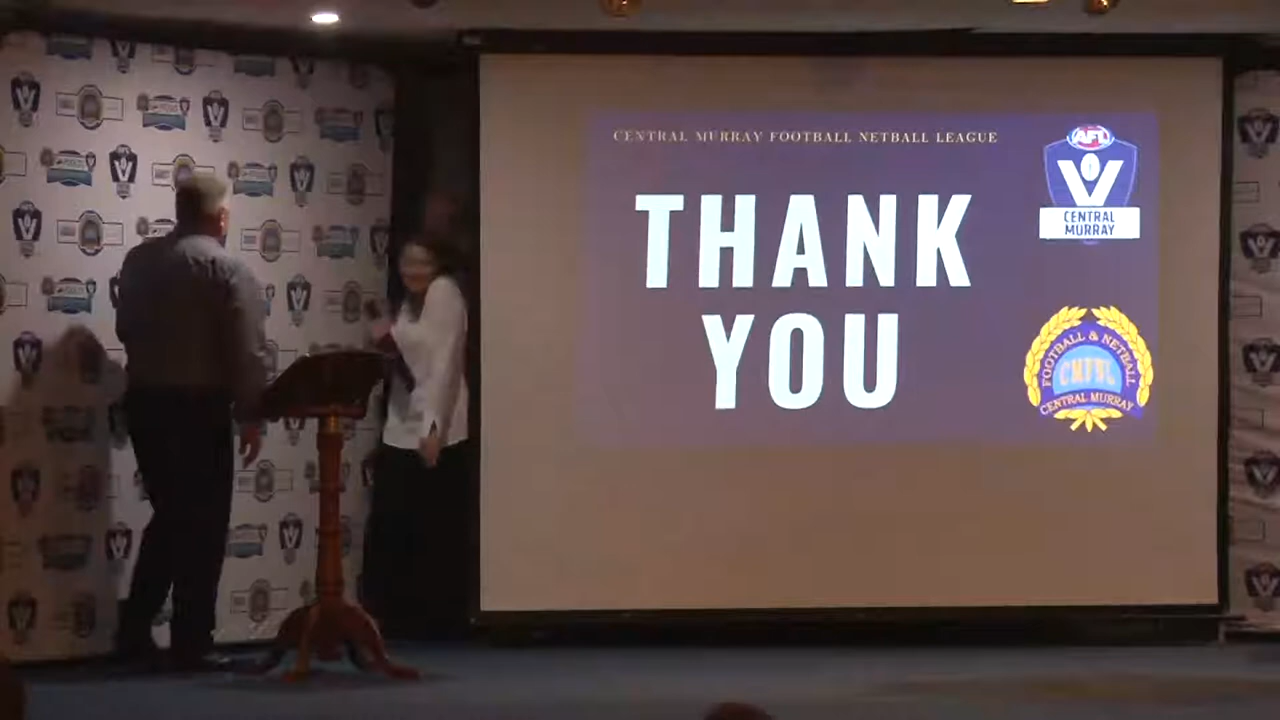 CENTRAL MURRAY FOOTBALL NETBALL LEAGUE
THANK
YOU
AFL
V
CENTRAL
MURRAY
FOOTBALL & NETBALL
CMFNL
CENTRAL MURRAY